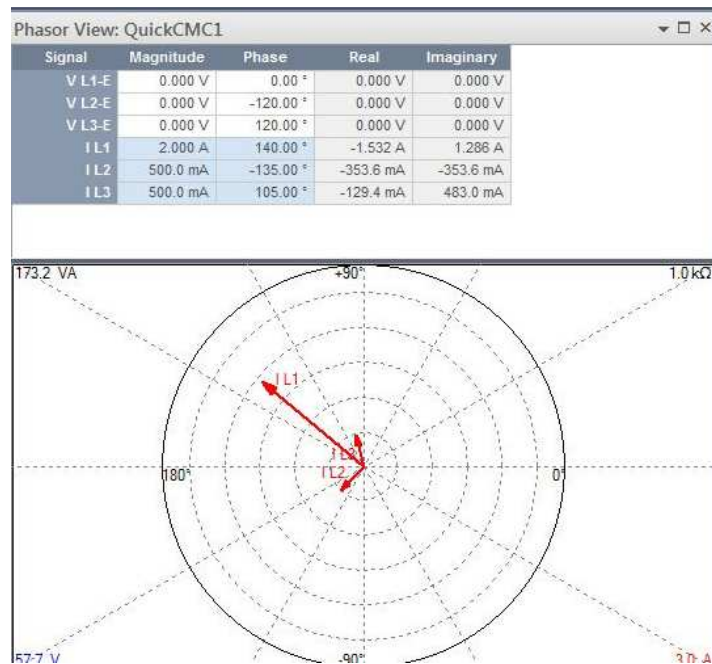 Phasor View: QuickCMC1
Signal Magnitude Phase Real Imaginary
V L1-E 0.000 V 0.00 ° 0.000 V 0.000 V
V L2-E 0.000 V -120.00 ° 0.000 V 0.000 V
V L3-E 0.000 V 120.00 ° 0.000 V 0.000 V
I L1 2.000 A 140.00 ° -1.532 A 1.286 A
I L2 500.0 mA -135.00 ° -353.6 mA -353.6 mA
I L3 500.0 mA 105.00 ° -129.4 mA 483.0 mA
173.2 VA +90° 1.0 kΩ
I L1
I L3
I L2
180° 0°
57.7 V -90° 3.0 A